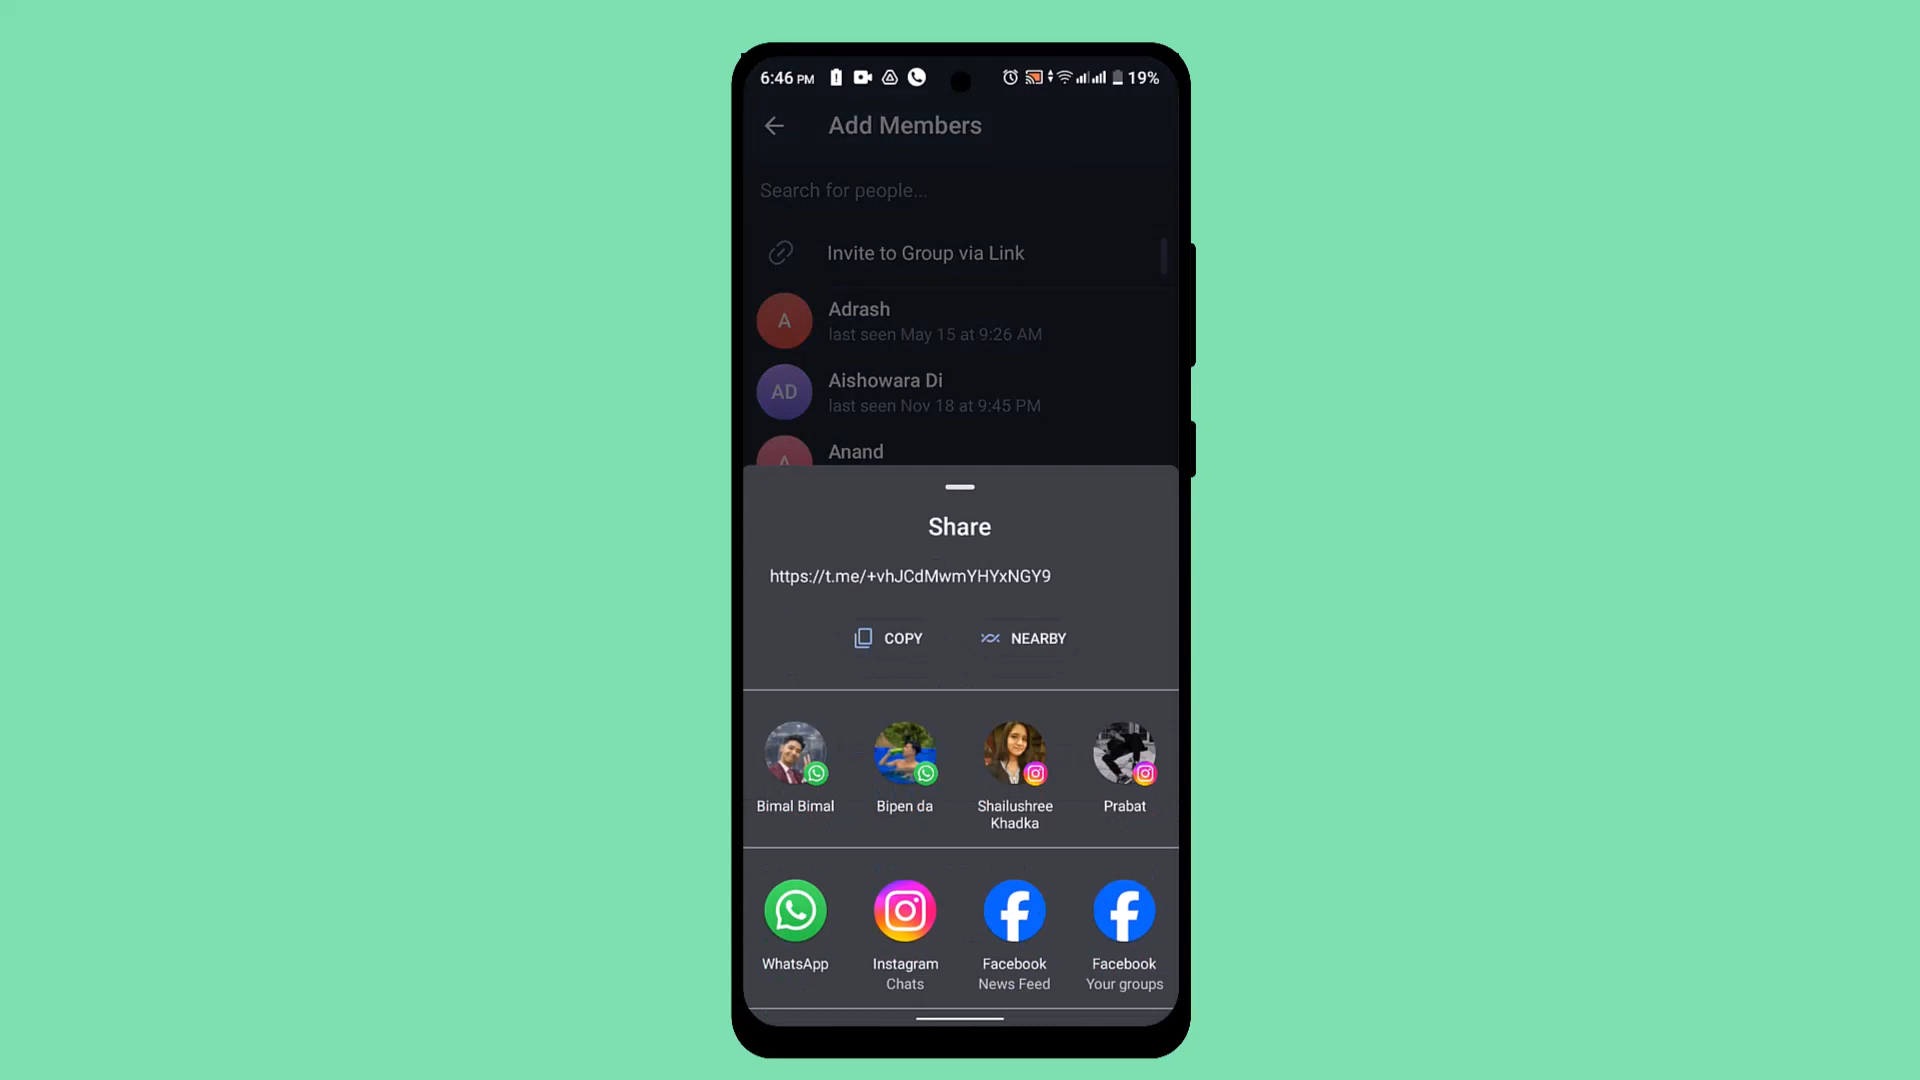 6:46 PM
19%
Add Members
Search for people...
Invite to Group via Link
A
Adrash
last seen May 15 at 9:26 AM
AD
Aishowara Di
last seen Nov 18 at 9:45 PM
A
Anand
Share
https://t.me/+vhJCdMwmYHYxNGY9
COPY
NEARBY
Bimal Bimal
Bipen da
Shailushree
Khadka
Prabat
WhatsApp
Instagram
Chats
Facebook
News Feed
Facebook
Your groups